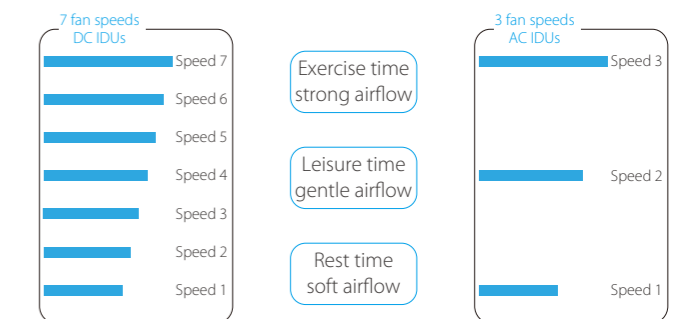 7 fan speeds
DC IDUs
Speed 7
Speed 6
Speed 5
Speed 4
Speed 3
Speed 2
Speed 1
Exercise time
strong airflow
Leisure time
gentle airflow
Rest time
soft airflow
3 fan speeds
AC IDUs
Speed 3
Speed 2
Speed 1